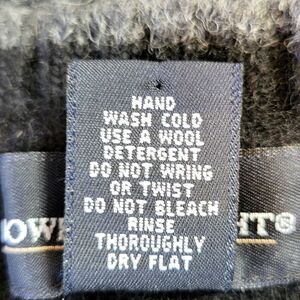 HAND
WASH COLD
USE A WOOL
DETERGENT
DO NOT WRING
OR TWIST
DO NOT BLEACH
RINSE
THOROUGHLY
DRY FLAT